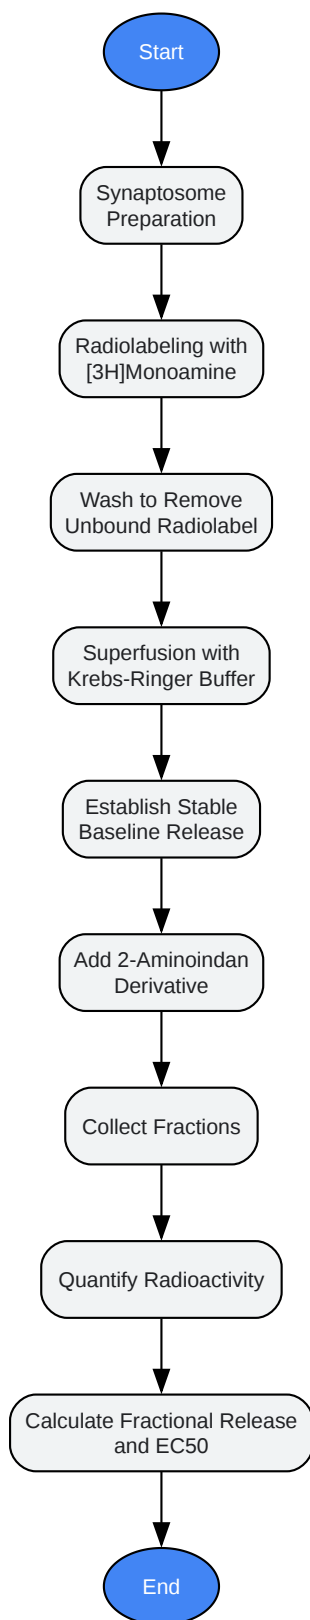 Start
Synaptosome
Preparation
Radiolabeling with
[3H]Monoamine
Wash to Remove
Unbound Radiolabel
Superfusion with
Krebs-Ringer Buffer
Establish Stable
Baseline Release
Add 2-Aminoindan
Derivative
Collect Fractions
Quantify Radioactivity
Calculate Fractional Release
and EC50
End